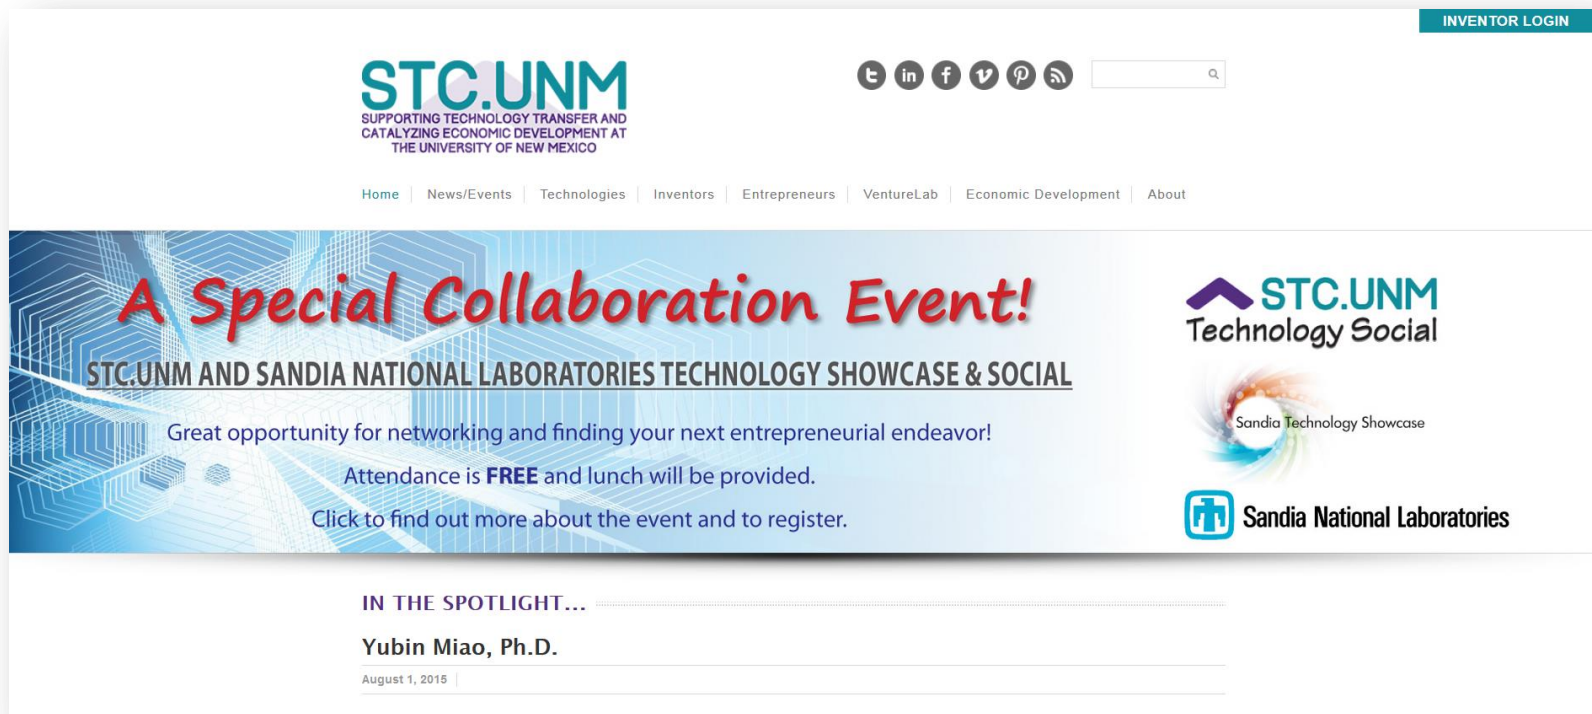 INVENTOR LOGIN
STC.UNM
SUPPORTING TECHNOLOGY TRANSFER AND
CATALYZING ECONOMIC DEVELOPMENT AT
THE UNIVERSITY OF NEW MEXICO
Home News/Events Technologies Inventors Entrepreneurs VentureLab Economic Development About
A Special Collaboration Event!
STC.UNM AND SANDIA NATIONAL LABORATORIES TECHNOLOGY SHOWCASE & SOCIAL
Great opportunity for networking and finding your next entrepreneurial endeavor!
Attendance is FREE and lunch will be provided.
Click to find out more about the event and to register.
STC.UNM
Technology Social
Sandia Technology Showcase
Sandia National Laboratories
IN THE SPOTLIGHT...
Yubin Miao, Ph.D.
August 1, 2015